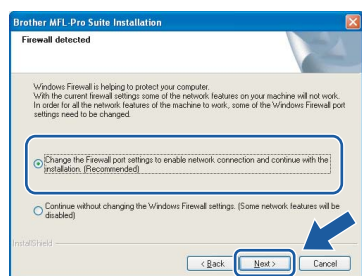 Brother MFL-Pro Suite Installation
Firewall detected
Windows Firewall is helping to protect your computer.
With the current firewall settings some of the network features on your machine will not work.
In order for all the network features of the machine to work, some of the Windows Firewall port
settings need to be changed.
Change the Firewall port settings to enable network connection and continue with the
installation. (Recommended)
Continue without changing the Windows Firewall settings. (Some network features will be
disabled)
InstallShield
< Back
Next >
Cancel